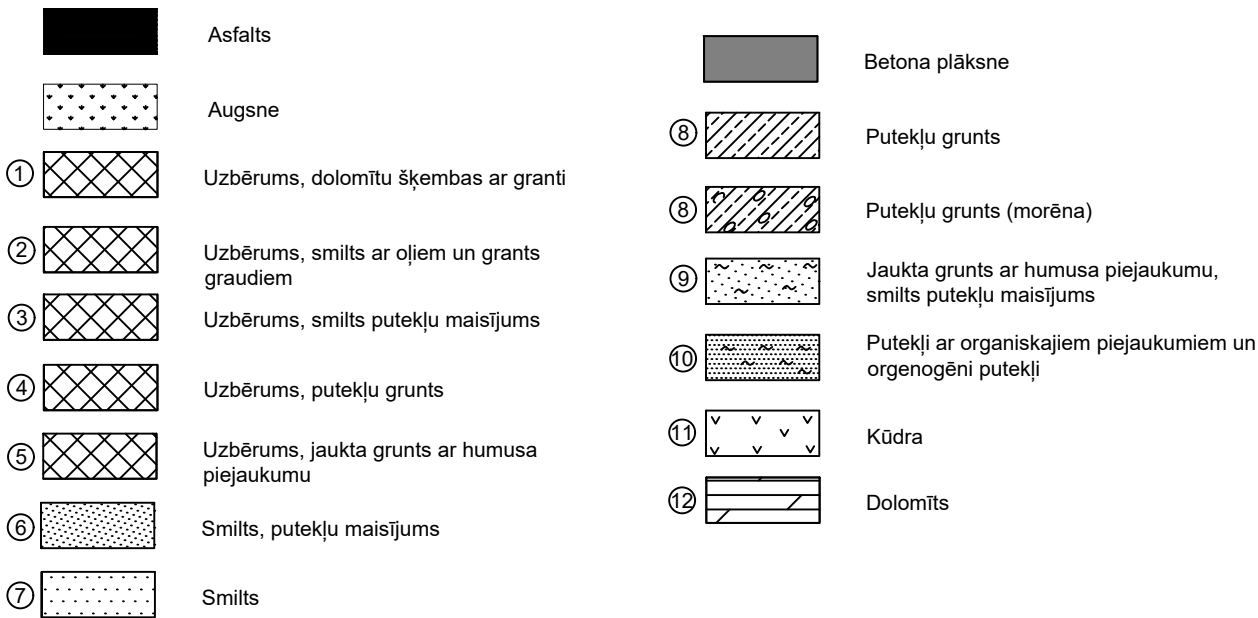 Asfalts
Augsne
① Uzbērums, dolomītu šķembas ar granti
② Uzbērums, smilts ar oļiem un grants
graudiem
③ Uzbērums, smilts putekļu maisījums
④ Uzbērums, putekļu grunts
⑤ Uzbērums, jaukta grunts ar humusa
piejaukumu
⑥ Smilts, putekļu maisījums
⑦ Smilts
Betona plāksne
⑧ Putekļu grunts
⑧ Putekļu grunts (morēna)
⑨ Jaukta grunts ar humusa piejaukumu,
smilts putekļu maisījums
⑩ Putekļi ar organiskajiem piejaukumiem un
orgenogēni putekļi
⑪ Kūdra
⑫ Dolomīts